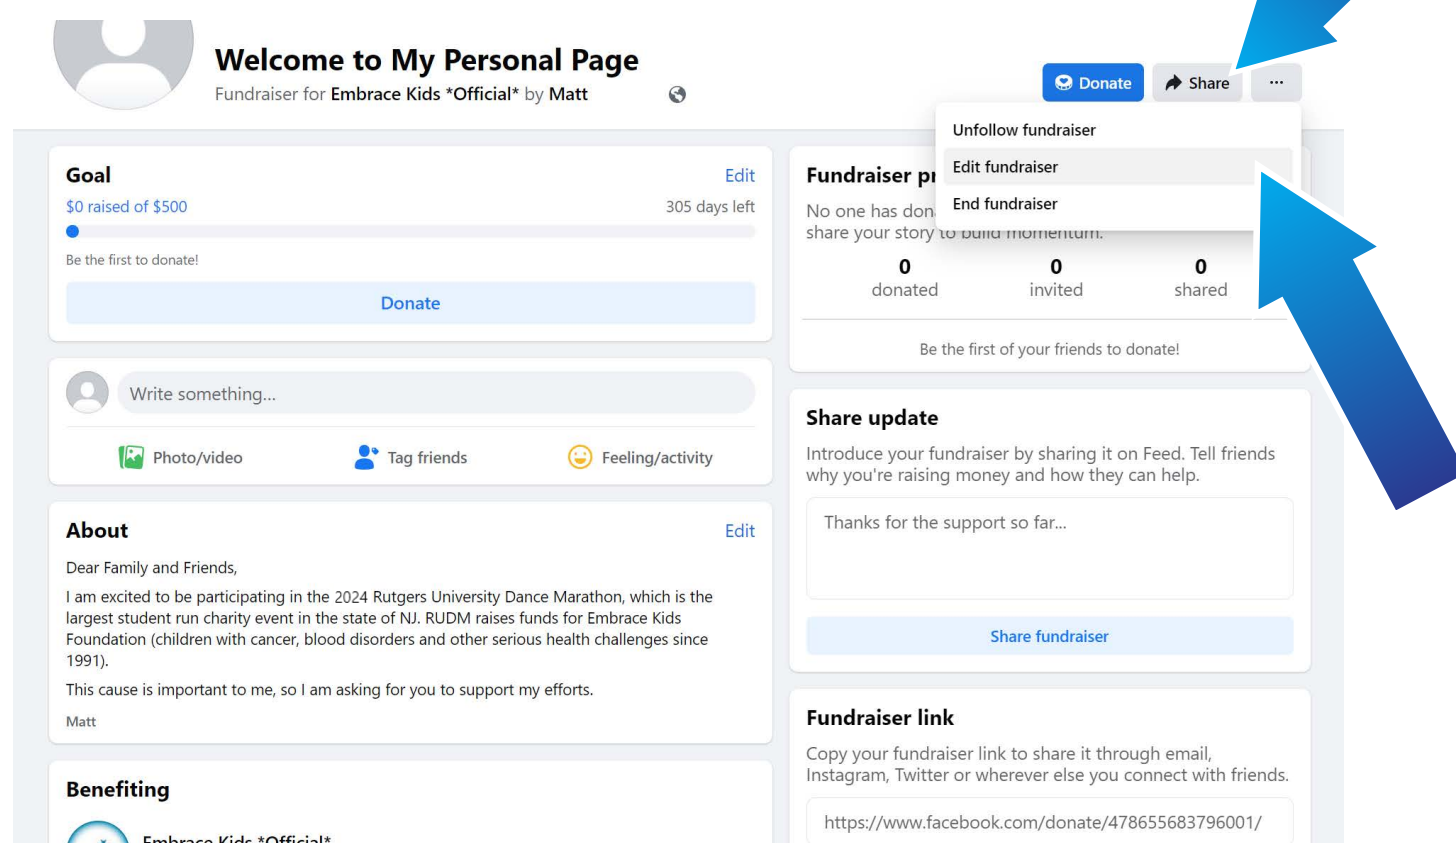 Welcome to My Personal Page
Fundraiser for Embrace Kids *Official* by Matt
Donate
Share
...
Unfollow fundraiser
Edit fundraiser
End fundraiser
Goal
Edit
$0 raised of $500
305 days left
Be the first to donate!
Donate
Write something...
Photo/video
Tag friends
Feeling/activity
About
Edit
Dear Family and Friends,
I am excited to be participating in the 2024 Rutgers University Dance Marathon, which is the
largest student run charity event in the state of NJ. RUDM raises funds for Embrace Kids
Foundation (children with cancer, blood disorders and other serious health challenges since
1991).
This cause is important to me, so I am asking for you to support my efforts.
Matt
Benefiting
Embrace Kids *Official*
Fundraiser pr
No one has don
share your story to build momentum.
0
donated
0
invited
0
shared
Be the first of your friends to donate!
Share update
Introduce your fundraiser by sharing it on Feed. Tell friends
why you're raising money and how they can help.
Thanks for the support so far...
Share fundraiser
Fundraiser link
Copy your fundraiser link to share it through email,
Instagram, Twitter or wherever else you connect with friends.
https://www.facebook.com/donate/478655683796001/